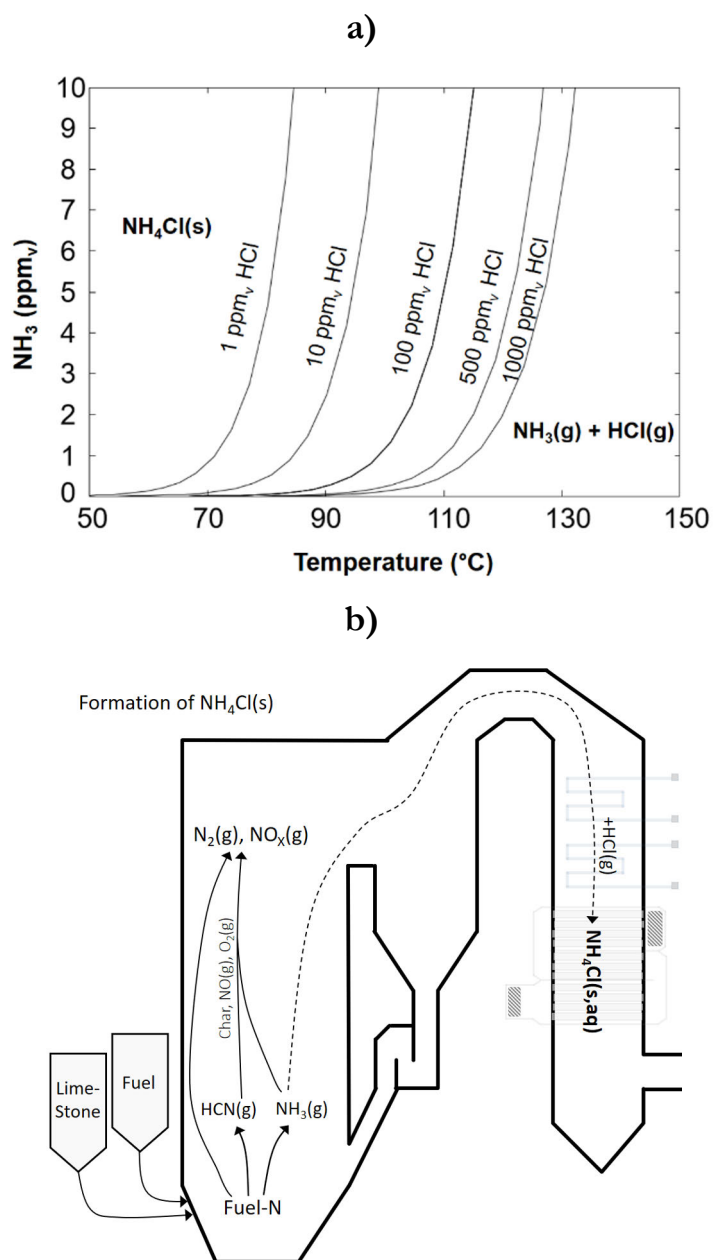 a)
10
9
8
7
6
5
4
3
2
1
0
NH₃ (ppmᵥ)
NH₄Cl(s)
1 ppmᵥ HCl
10 ppmᵥ HCl
100 ppmᵥ HCl
500 ppmᵥ HCl
1000 ppmᵥ HCl
NH₃(g) + HCl(g)
50 70 90 110 130 150
Temperature (°C)
b)
Formation of NH₄Cl(s)
N₂(g), NOₓ(g)
+HCl(g)
Char, NO(g), O₂(g)
NH₄Cl(s,aq)
Lime-
Stone
Fuel
HCN(g)
NH₃(g)
Fuel-N